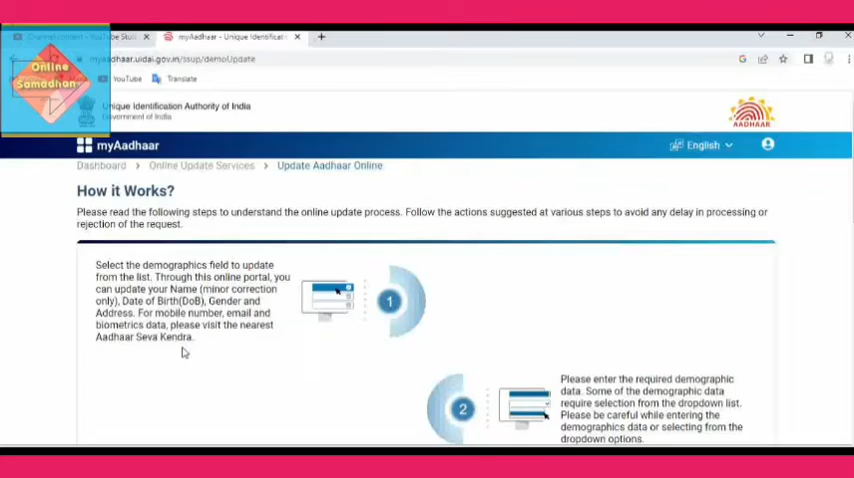 Channel content - YouTube Stud
myAadhaar - Unique Identificat
myaadhaar.uidai.gov.in/ssup/demoUpdate
YouTube
Translate
Online
Samadhan
Unique Identification Authority of India
Government of India
AADHAAR
myAadhaar
English
Dashboard > Online Update Services > Update Aadhaar Online
How it Works?
Please read the following steps to understand the online update process. Follow the actions suggested at various steps to avoid any delay in processing or
rejection of the request.
Select the demographics field to update
from the list. Through this online portal, you
can update your Name (minor correction
only), Date of Birth(DoB), Gender and
Address. For mobile number, email and
biometrics data, please visit the nearest
Aadhaar Seva Kendra.
1
2
Please enter the required demographic
data. Some of the demographic data
require selection from the dropdown list.
Please be careful while entering the
demographics data or selecting from the
dropdown options.